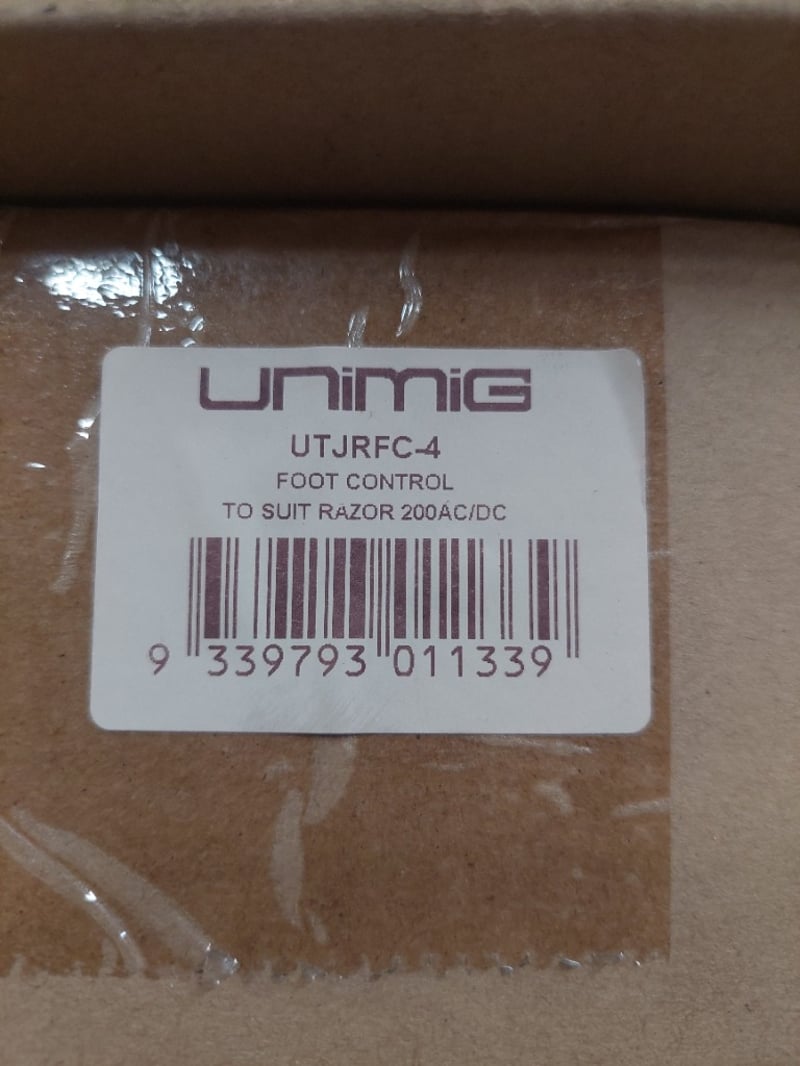 UNIMIG
UTJRFC-4
FOOT CONTROL
TO SUIT RAZOR 200AC/DC
9 339793 011339